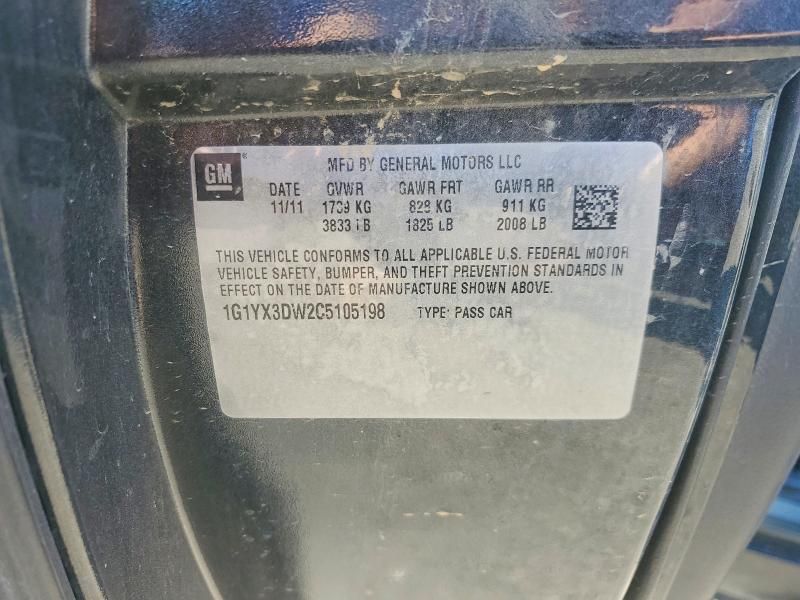 GM® MFD BY GENERAL MOTORS LLC
DATE GVWR GAWR FRT GAWR RR
11/11 1739 KG 828 KG 911 KG
3833 LB 1825 LB 2008 LB
THIS VEHICLE CONFORMS TO ALL APPLICABLE U.S. FEDERAL MOTOR
VEHICLE SAFETY, BUMPER, AND THEFT PREVENTION STANDARDS IN
EFFECT ON THE DATE OF MANUFACTURE SHOWN ABOVE.
1G1YX3DW2C5105198 TYPE: PASS CAR